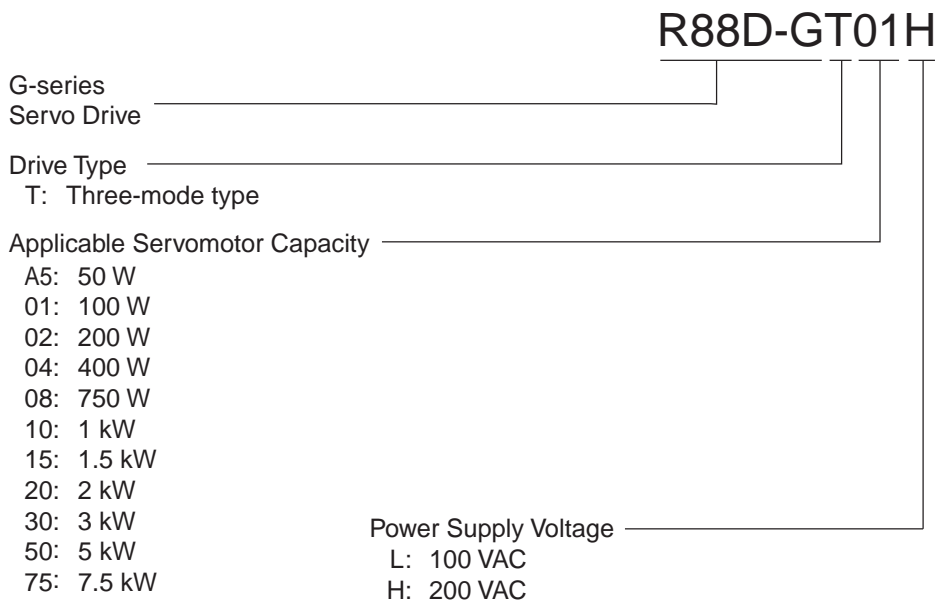 R88D-GT01H
G-series
Servo Drive
Drive Type
T: Three-mode type
Applicable Servomotor Capacity
A5: 50 W
01: 100 W
02: 200 W
04: 400 W
08: 750 W
10: 1 kW
15: 1.5 kW
20: 2 kW
30: 3 kW
50: 5 kW
75: 7.5 kW
Power Supply Voltage
L: 100 VAC
H: 200 VAC